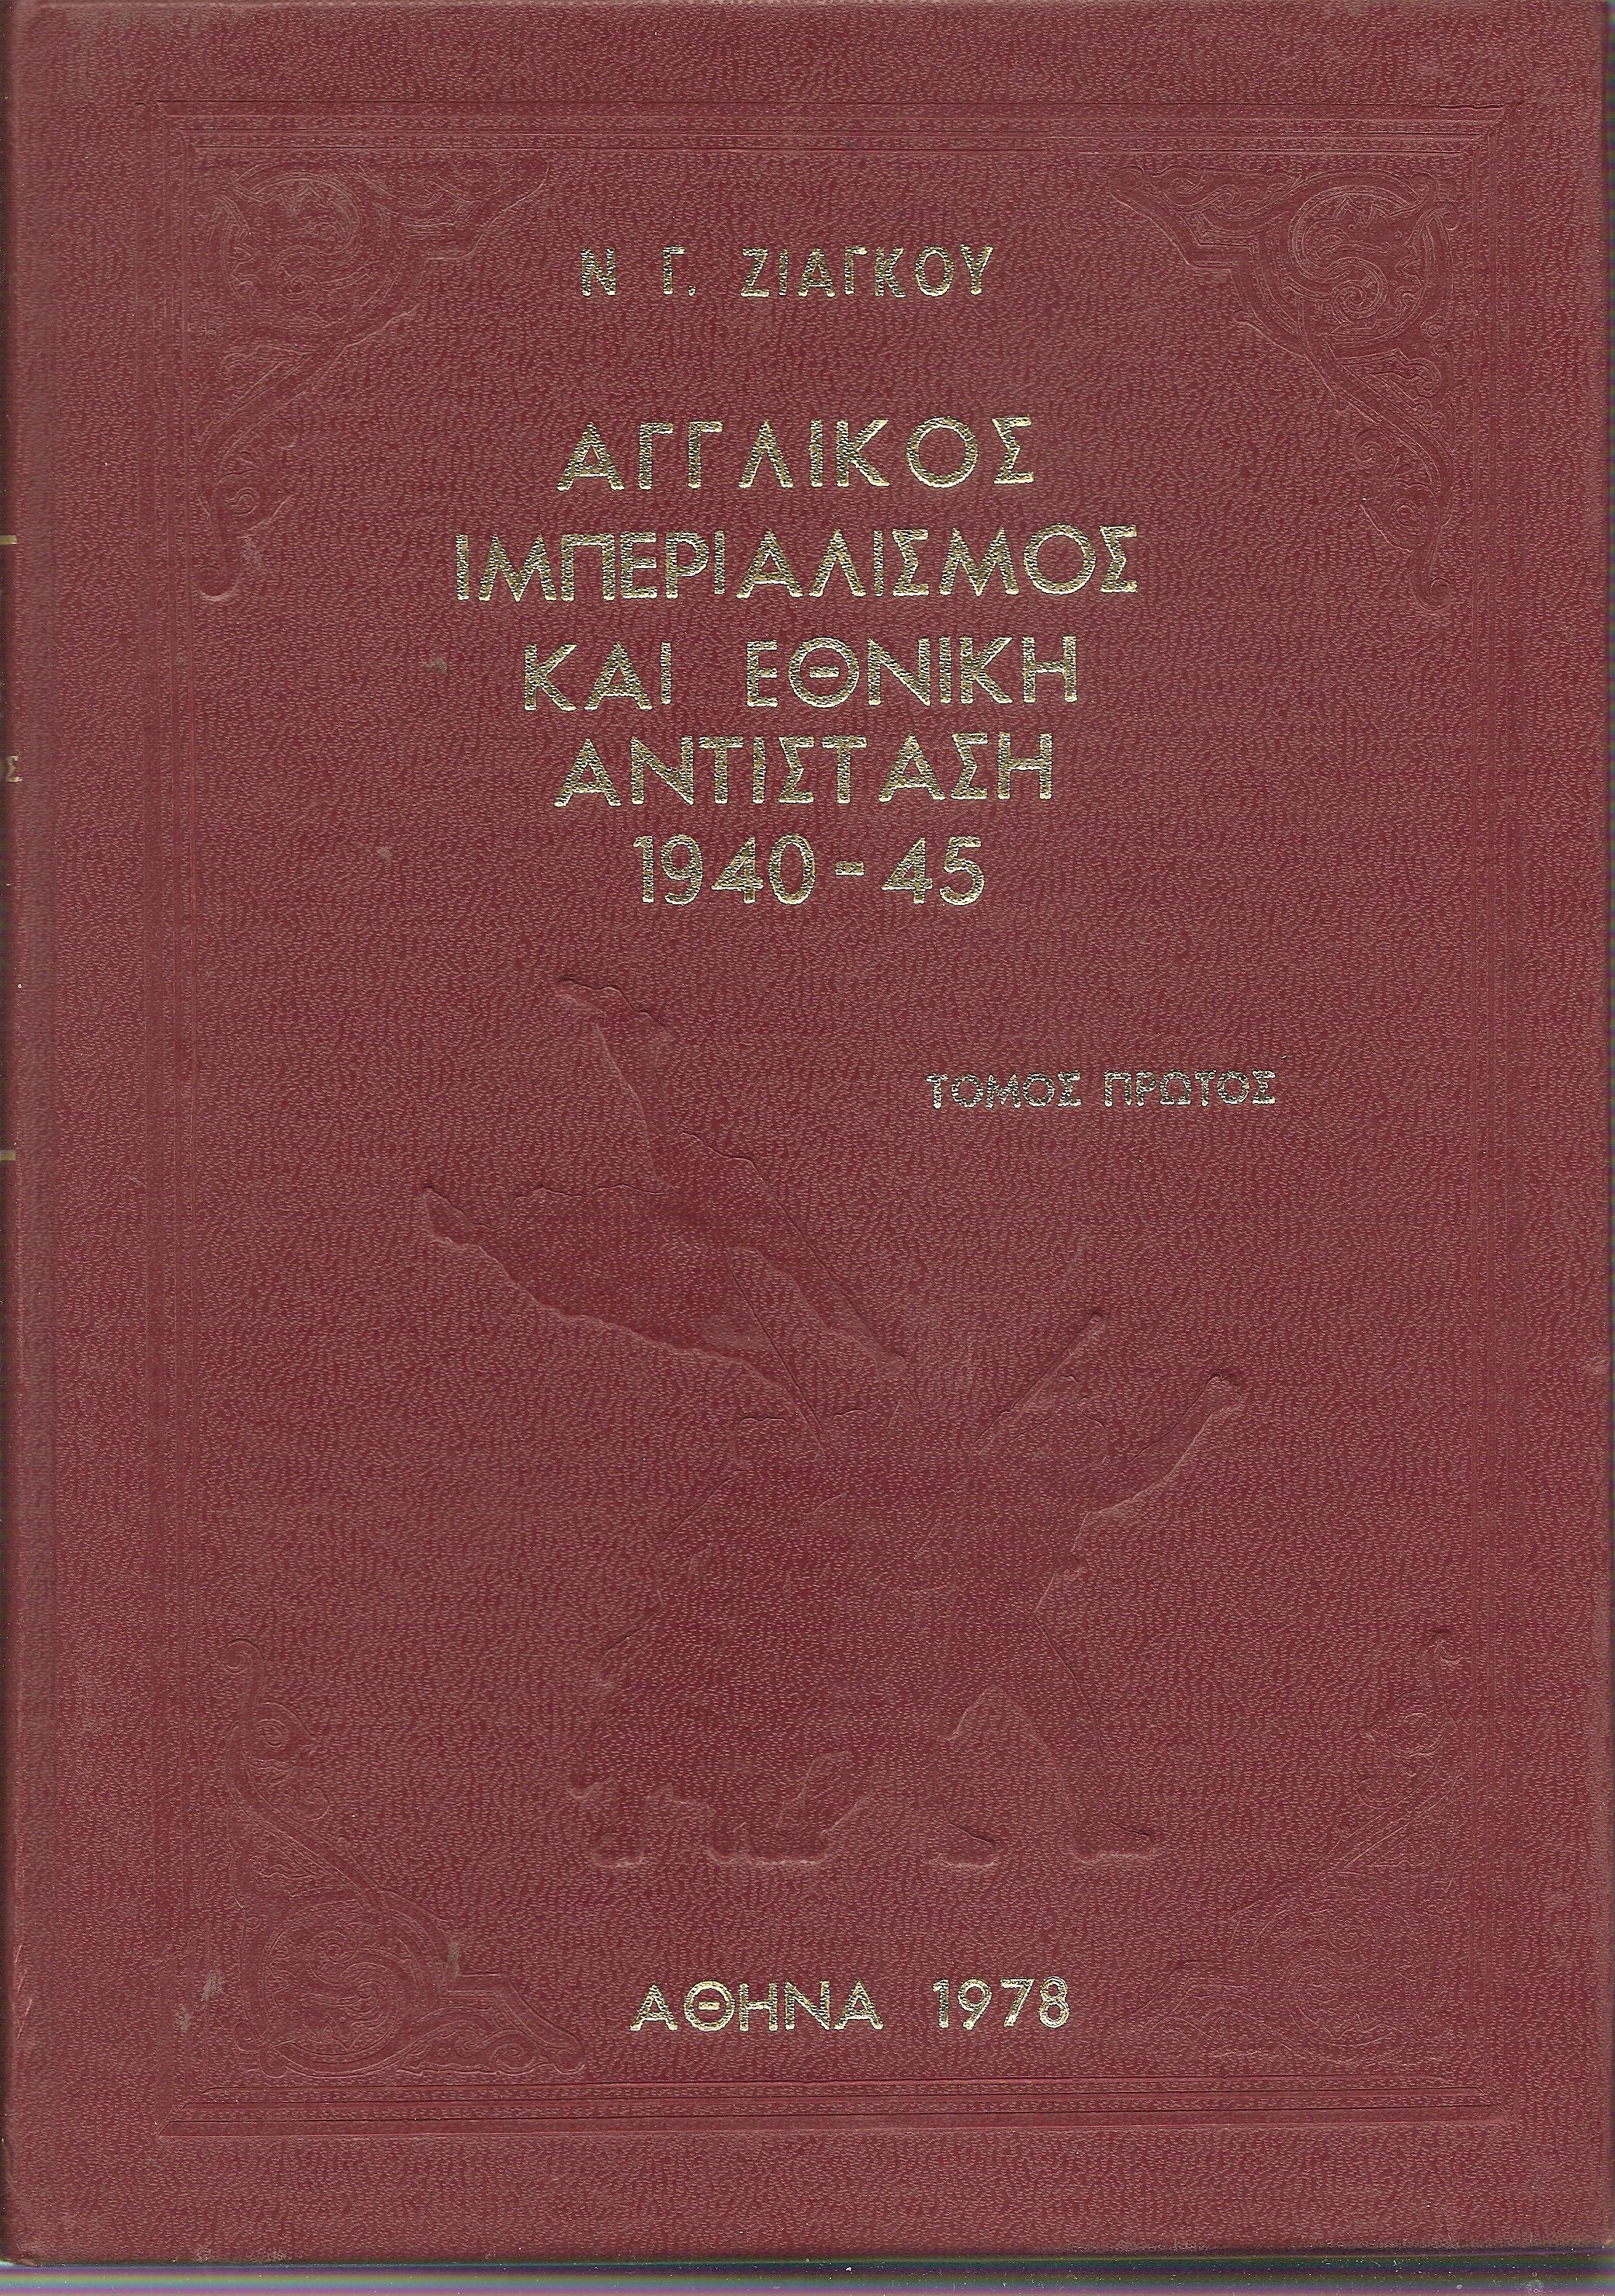 Ν Γ. ΖΙΑΓΚΟΥ
ΑΓΓΛΙΚΟΣ
ΙΜΠΕΡΙΑΛΙΣΜΟΣ
ΚΑΙ ΕΘΝΙΚΗ
ΑΝΤΙΣΤΑΣΗ
1940-45
ΤΟΜΟΣ ΠΡΩΤΟΣ
ΑΘΗΝΑ 1978